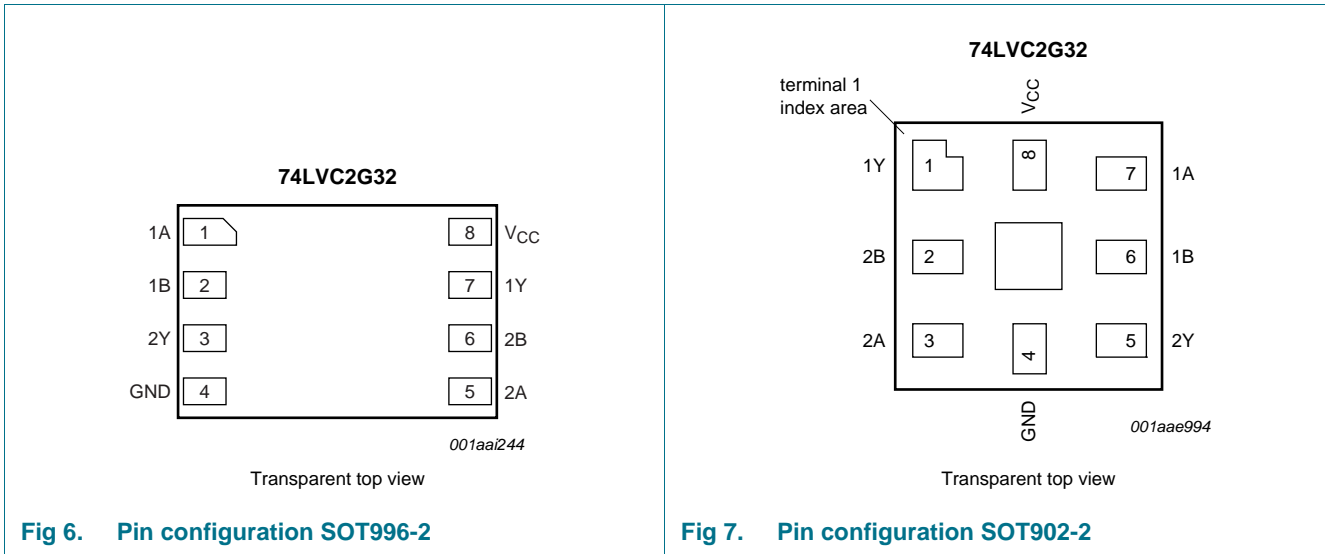 74LVC2G32
1A 1 8 VCC
1B 2 7 1Y
2Y 3 6 2B
GND 4 5 2A
001aai244
Transparent top view
Fig 6. Pin configuration SOT996-2
74LVC2G32
terminal 1
index area
VCC
1Y 1 8 7 1A
2B 2 6 1B
2A 3 4 5 2Y
GND
001aae994
Transparent top view
Fig 7. Pin configuration SOT902-2